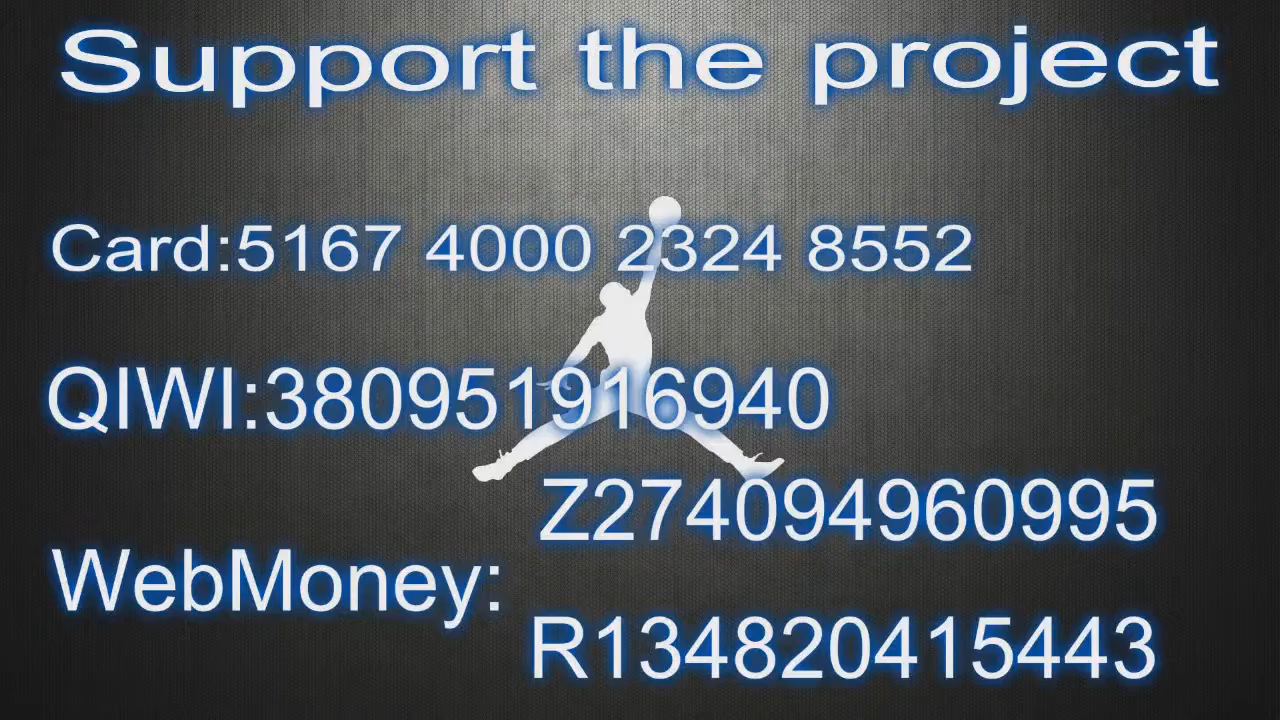 Support the project
Card:5167 4000 2324 8552
QIWI:380951916940
Z274094960995
WebMoney:
R134820415443